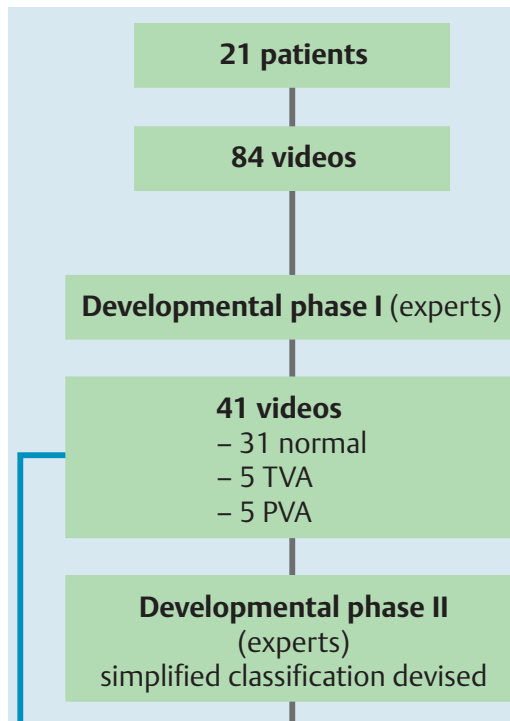 21 patients
84 videos
Developmental phase I (experts)
41 videos
– 31 normal
– 5 TVA
– 5 PVA
Developmental phase II
(experts)
simplified classification devised